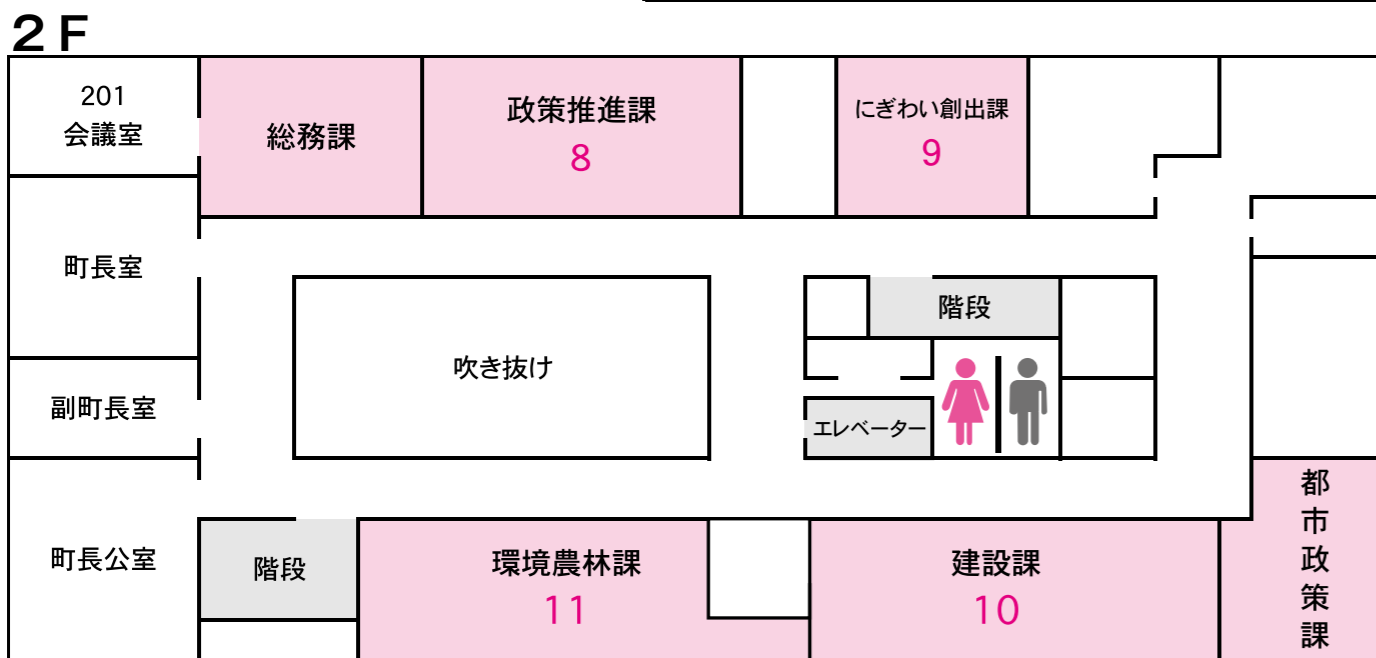 2F
201
会議室
総務課
政策推進課
8
にぎわい創出課
9
町長室
階段
吹き抜け
副町長室
エレベーター
町長公室
階段
環境農林課
11
建設課
10
都市政策課